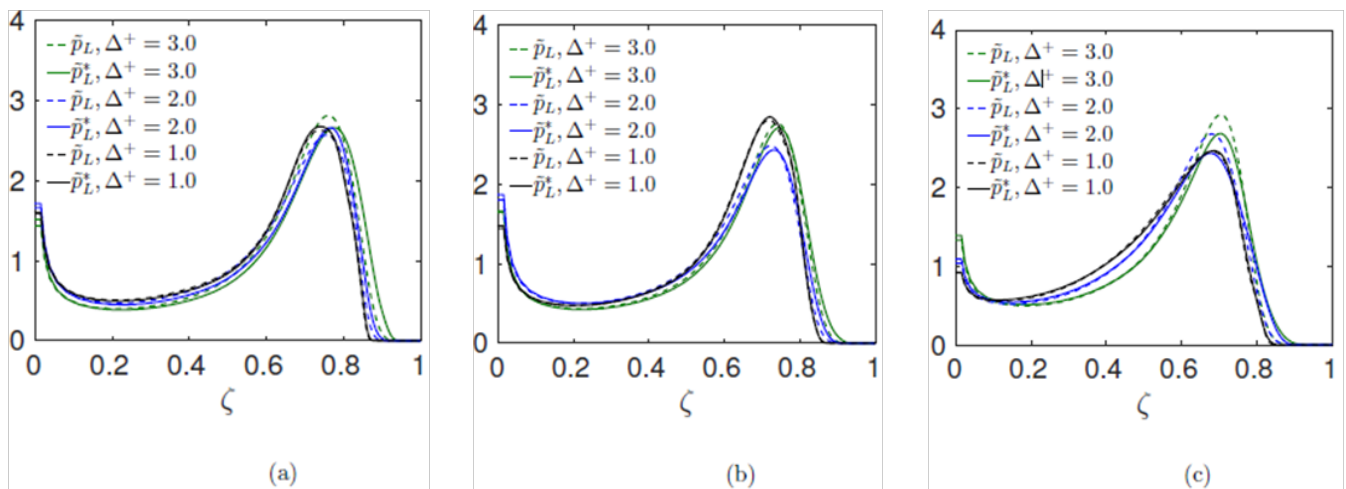 4
3
2
1
0
p̃_L, Δ⁺ = 3.0
p̃*_L, Δ⁺ = 3.0
p̃_L, Δ⁺ = 2.0
p̃*_L, Δ⁺ = 2.0
p̃_L, Δ⁺ = 1.0
p̃*_L, Δ⁺ = 1.0
0 0.2 0.4 0.6 0.8 1
ζ
(a)
4
3
2
1
0
p̃_L, Δ⁺ = 3.0
p̃*_L, Δ⁺ = 3.0
p̃_L, Δ⁺ = 2.0
p̃*_L, Δ⁺ = 2.0
p̃_L, Δ⁺ = 1.0
p̃*_L, Δ⁺ = 1.0
0 0.2 0.4 0.6 0.8 1
ζ
(b)
4
3
2
1
0
p̃_L, Δ⁺ = 3.0
p̃*_L, Δ|⁺ = 3.0
p̃_L, Δ⁺ = 2.0
p̃*_L, Δ⁺ = 2.0
p̃_L, Δ⁺ = 1.0
p̃*_L, Δ⁺ = 1.0
0 0.2 0.4 0.6 0.8 1
ζ
(c)